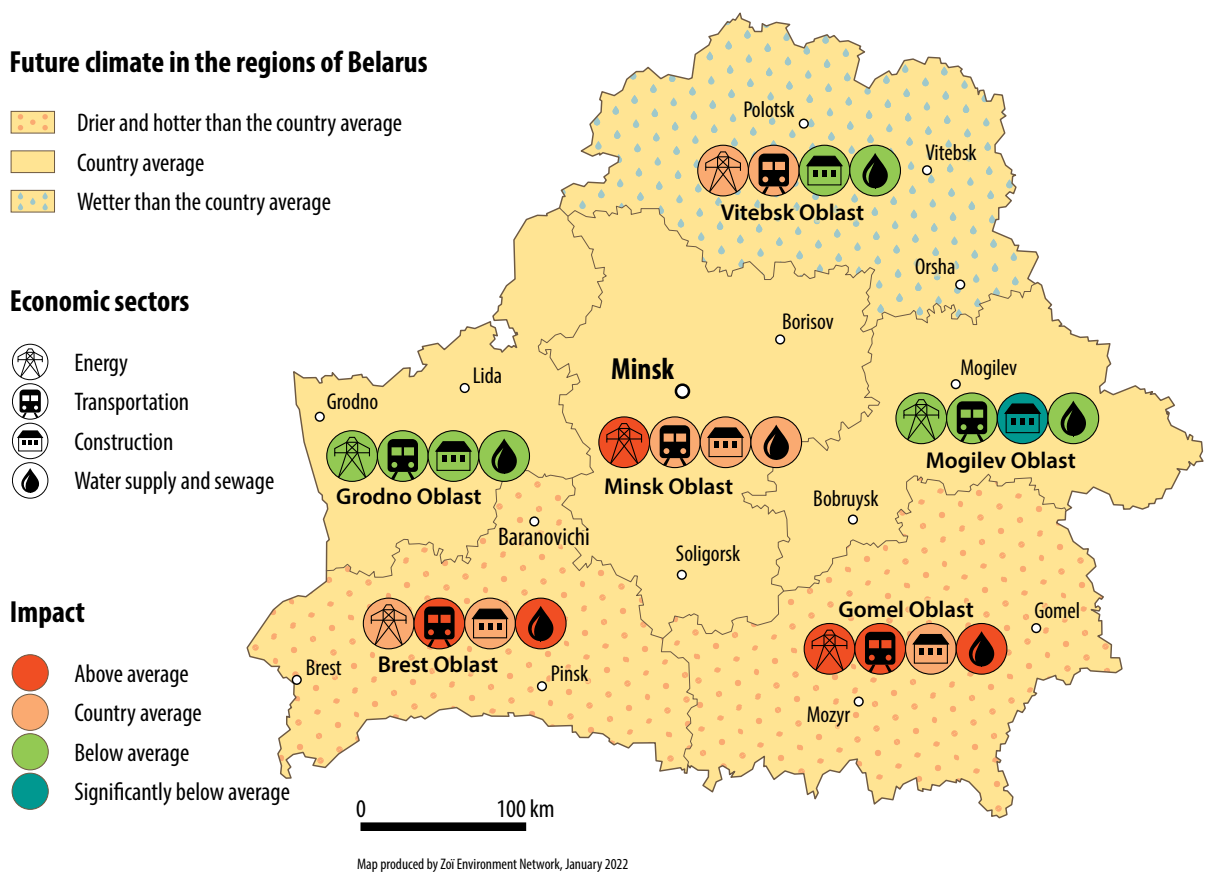 Future climate in the regions of Belarus
Drier and hotter than the country average
Country average
Wetter than the country average
Economic sectors
Energy
Transportation
Construction
Water supply and sewage
Impact
Above average
Country average
Below average
Significantly below average
Polotsk
Vitebsk
Vitebsk Oblast
Orsha
Borisov
Minsk
Minsk Oblast
Soligorsk
Lida
Grodno
Grodno Oblast
Mogilev
Mogilev Oblast
Bobruysk
Baranovichi
Brest Oblast
Brest
Pinsk
Gomel Oblast
Gomel
Mozyr
0 100 km
Map produced by Zoï Environment Network, January 2022